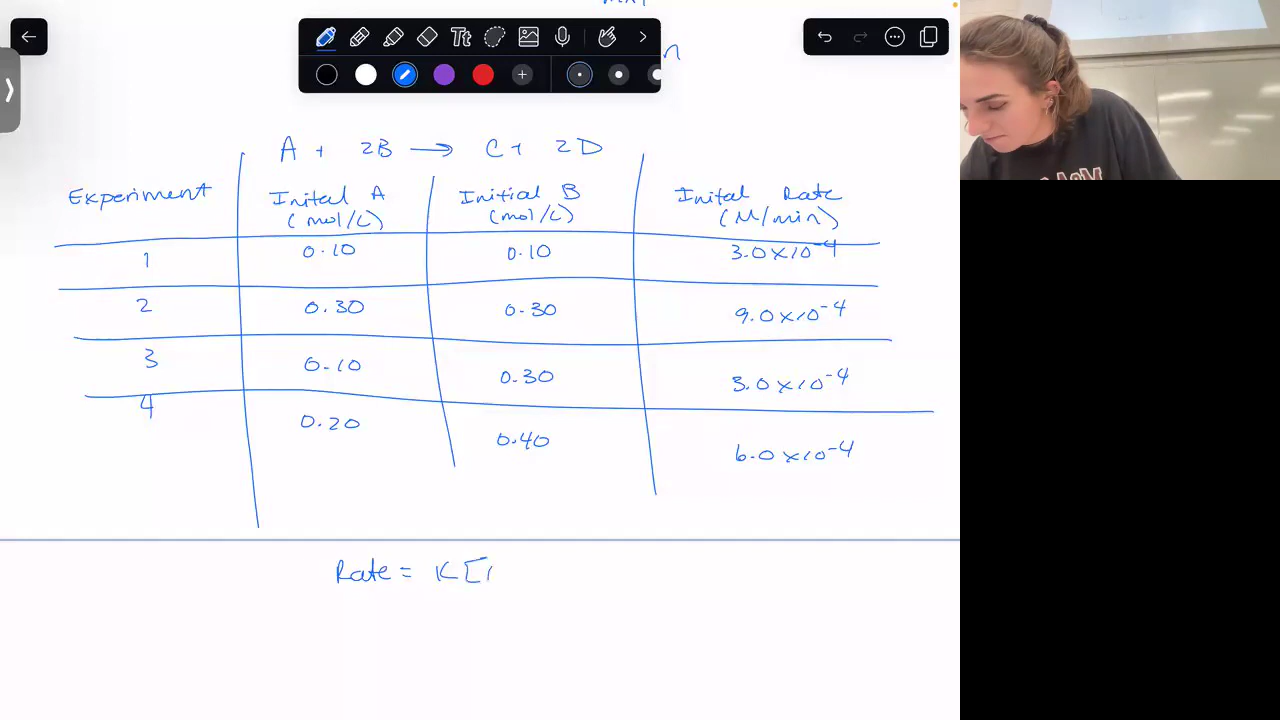 n
A + 2B → C + 2D
Experiment | Inital A (mol/L) | Initial B (mol/L) | Inital Rate (M/min)
1 | 0.10 | 0.10 | 3.0 x 10⁻⁴
2 | 0.30 | 0.30 | 9.0 x 10⁻⁴
3 | 0.10 | 0.30 | 3.0 x 10⁻⁴
4 | 0.20 | 0.40 | 6.0 x 10⁻⁴
Rate = K[